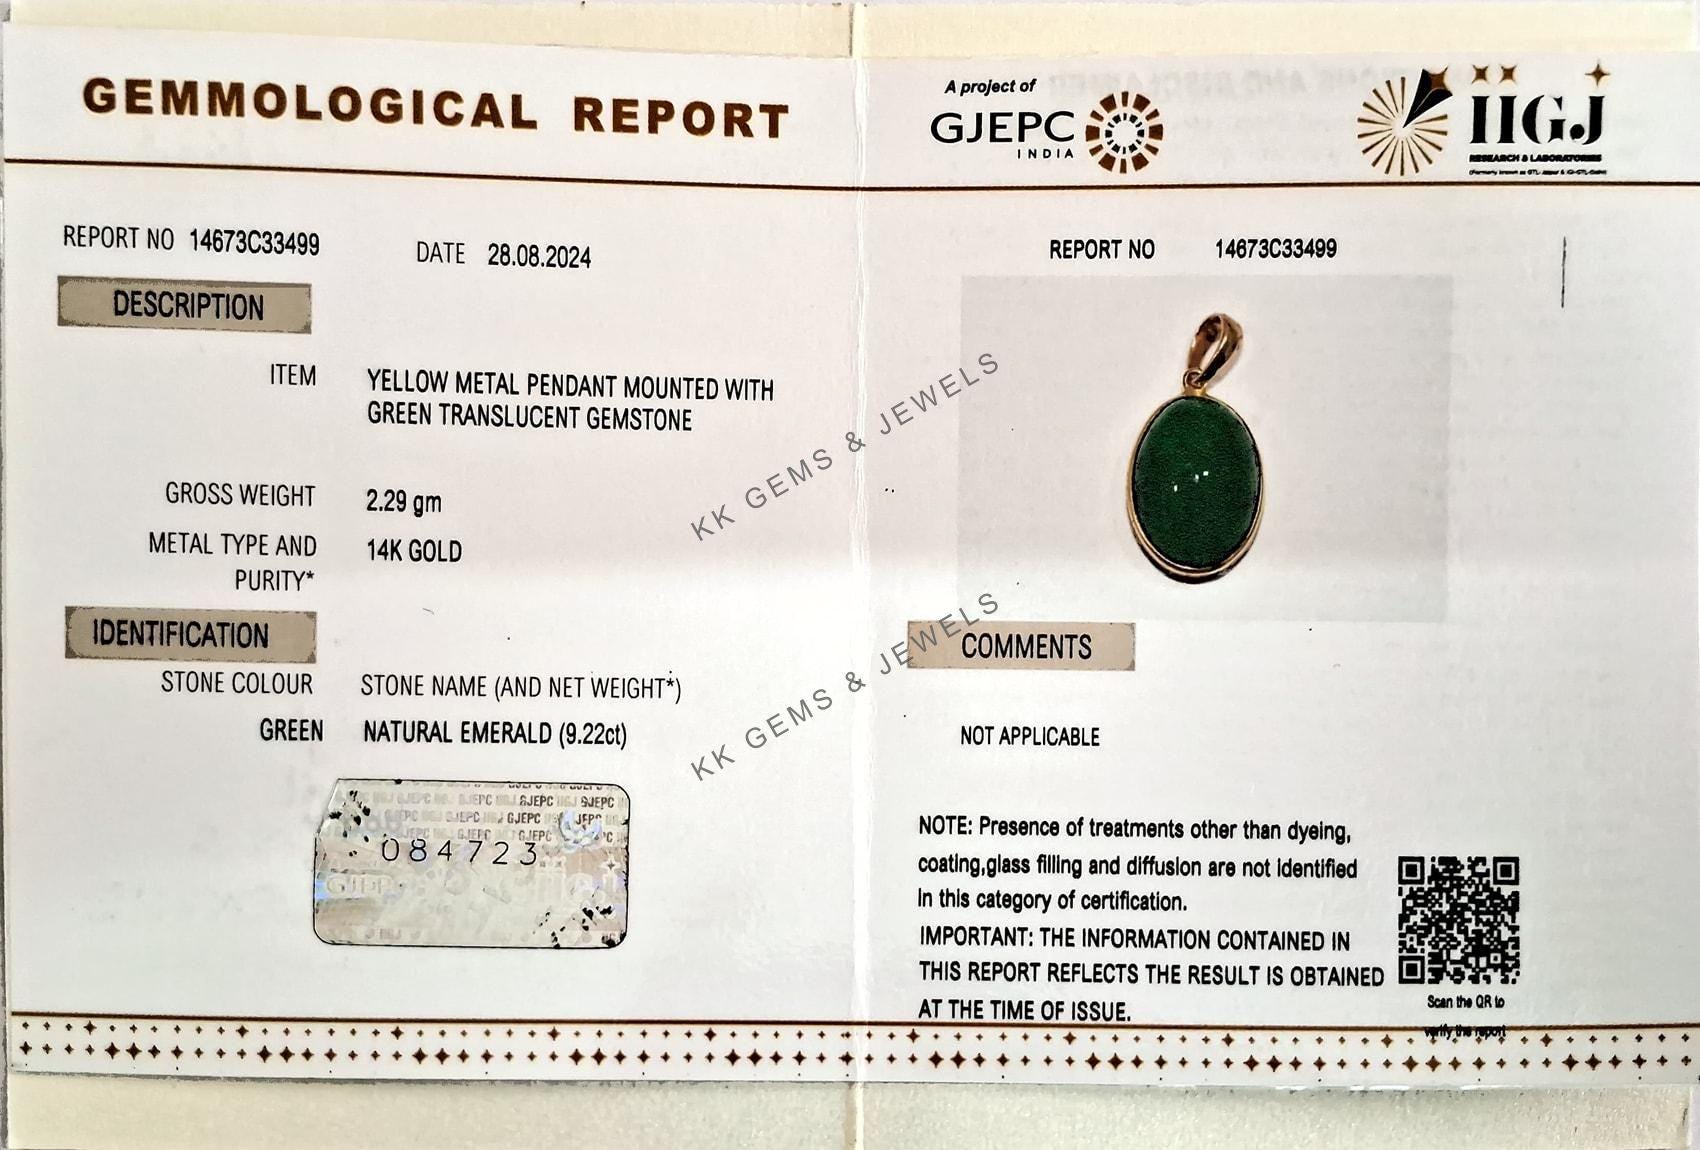 GEMMOLOGICAL REPORT
REPORT NO 14673C33499
DATE 28.08.2024
DESCRIPTION
ITEM YELLOW METAL PENDANT MOUNTED WITH
GREEN TRANSLUCENT GEMSTONE
GROSS WEIGHT 2.29 gm
METAL TYPE AND 14K GOLD
PURITY*
IDENTIFICATION
STONE COLOUR STONE NAME (AND NET WEIGHT*)
GREEN NATURAL EMERALD (9.22ct)
GJEPC IIGJ GJEPC
GJEPC
084723
GJEPC
KK GEMS & JEWELS
KK GEMS & JEWELS
A project of
GJEPC
INDIA
IIGJ
RESEARCH & LABORATORIES
REPORT NO 14673C33499
COMMENTS
NOT APPLICABLE
NOTE: Presence of treatments other than dyeing,
coating,glass filling and diffusion are not identified
in this category of certification.
IMPORTANT: THE INFORMATION CONTAINED IN
THIS REPORT REFLECTS THE RESULT IS OBTAINED
AT THE TIME OF ISSUE.
Scan the QR to
verify the report